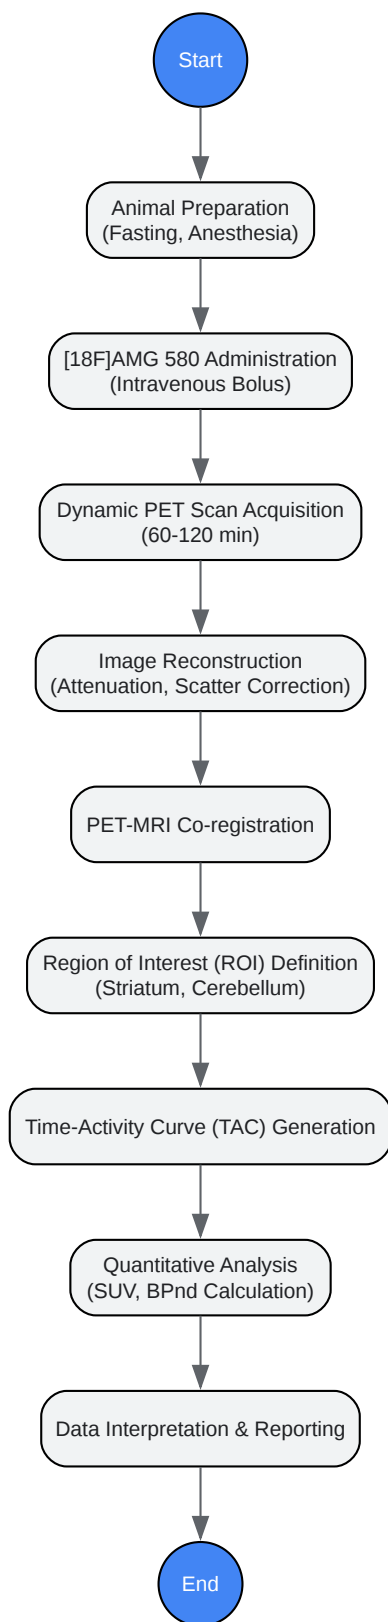 Start
Animal Preparation
(Fasting, Anesthesia)
[18F]AMG 580 Administration
(Intravenous Bolus)
Dynamic PET Scan Acquisition
(60-120 min)
Image Reconstruction
(Attenuation, Scatter Correction)
PET-MRI Co-registration
Region of Interest (ROI) Definition
(Striatum, Cerebellum)
Time-Activity Curve (TAC) Generation
Quantitative Analysis
(SUV, BPnd Calculation)
Data Interpretation & Reporting
End